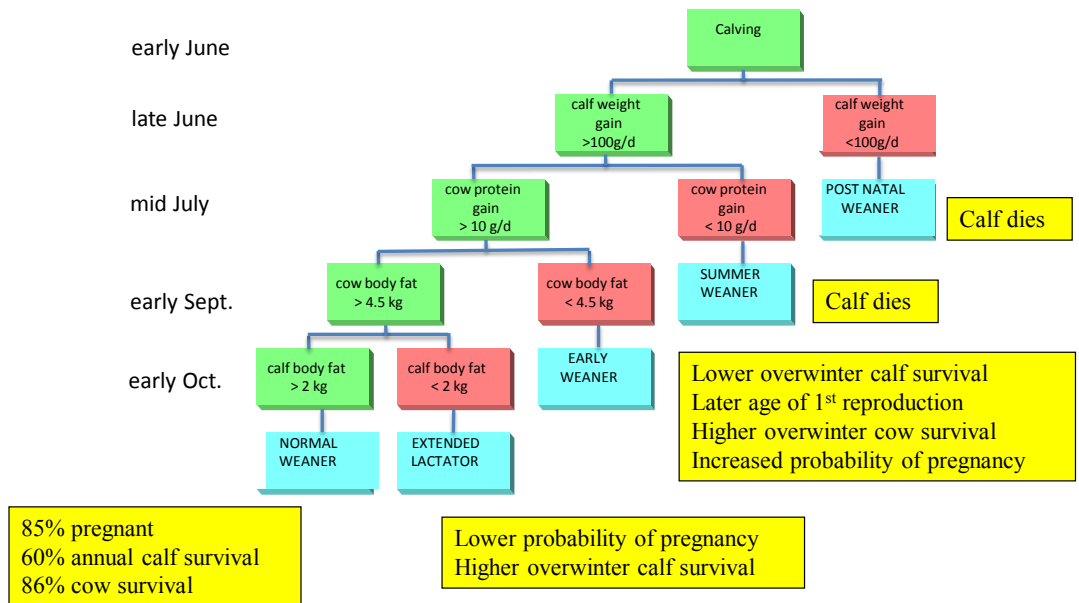 early June
Calving
late June
calf weight
gain
>100g/d
calf weight
gain
<100g/d
mid July
cow protein
gain
> 10 g/d
cow protein
gain
< 10 g/d
POST NATAL
WEANER
Calf dies
early Sept.
cow body fat
> 4.5 kg
cow body fat
< 4.5 kg
SUMMER
WEANER
Calf dies
early Oct.
calf body fat
> 2 kg
calf body fat
< 2 kg
EARLY
WEANER
Lower overwinter calf survival
Later age of 1st reproduction
Higher overwinter cow survival
Increased probability of pregnancy
NORMAL
WEANER
EXTENDED
LACTATOR
85% pregnant
60% annual calf survival
86% cow survival
Lower probability of pregnancy
Higher overwinter calf survival